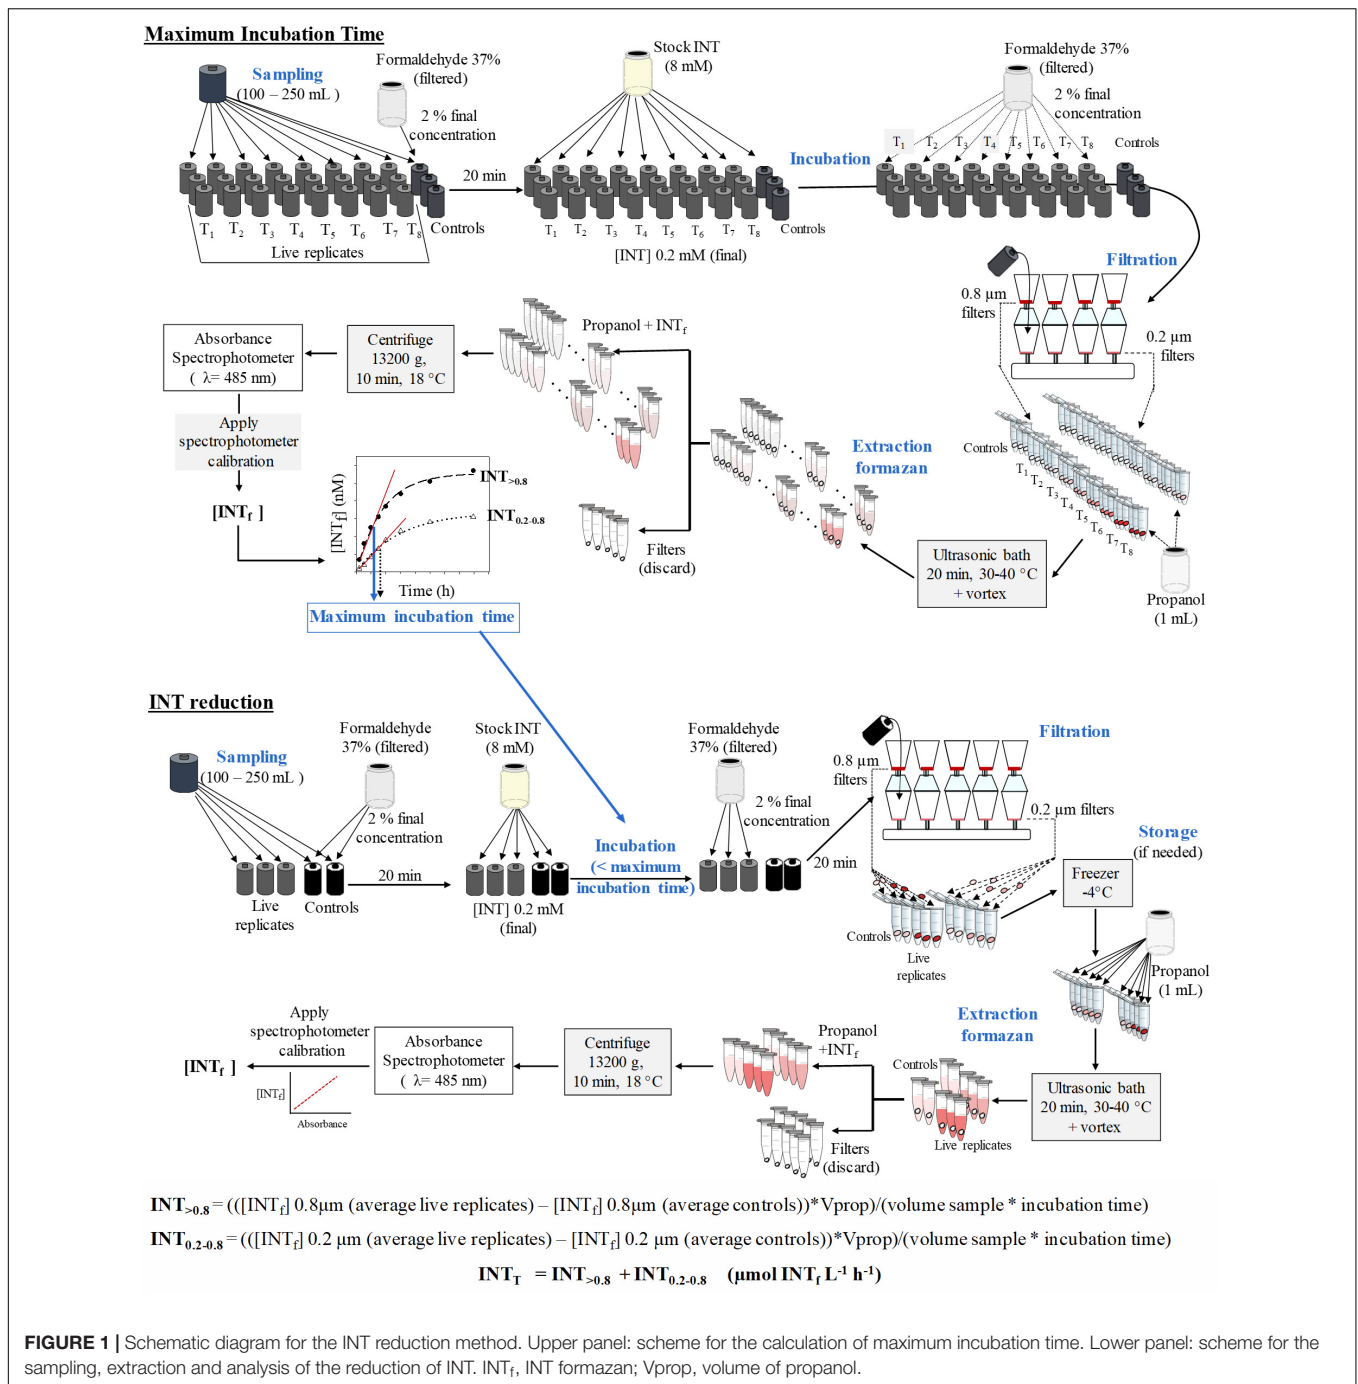 Maximum Incubation Time
Sampling
(100 – 250 mL )
Formaldehyde 37%
(filtered)
2 % final
concentration
T1 T2 T3 T4 T5 T6 T7 T8 Controls
Live replicates
20 min
Stock INT
(8 mM)
T1 T2 T3 T4 T5 T6 T7 T8 Controls
[INT] 0.2 mM (final)
Incubation
Formaldehyde 37%
(filtered)
2 % final
concentration
T1 T2 T3 T4 T5 T6 T7 T8
Controls
Filtration
0.8 µm
filters
0.2 µm
filters
Controls
T1 T2 T3 T4 T5 T6 T7 T8
Propanol
(1 mL)
Ultrasonic bath
20 min, 30-40 °C
+ vortex
Extraction
formazan
Propanol + INTf
Filters
(discard)
Centrifuge
13200 g,
10 min, 18 °C
Absorbance
Spectrophotometer
( λ= 485 nm)
Apply
spectrophotometer
calibration
[INTf ]
[INTf] (nM)
INT>0.8
INT0.2-0.8
Time (h)
Maximum incubation time
INT reduction
Sampling
(100 – 250 mL )
Formaldehyde
37% (filtered)
2 % final
concentration
Live
replicates
Controls
20 min
Stock INT
(8 mM)
[INT] 0.2 mM
(final)
Incubation
(< maximum
incubation time)
Formaldehyde
37% (filtered)
2 % final
concentration
20 min
Filtration
0.8 µm
filters
0.2 µm filters
Controls
Live
replicates
Storage
(if needed)
Freezer
-4°C
Propanol
(1 mL)
Ultrasonic bath
20 min, 30-40 °C
+ vortex
Extraction
formazan
Controls
Live replicates
Propanol
+INTf
Filters
(discard)
Centrifuge
13200 g,
10 min, 18 °C
Absorbance
Spectrophotometer
( λ= 485 nm)
Apply
spectrophotometer
calibration
[INTf ]
[INTf]
Absorbance
INT>0.8 = (([INTf] 0.8µm (average live replicates) – [INTf] 0.8µm (average controls))*Vprop)/(volume sample * incubation time)
INT0.2-0.8 = (([INTf] 0.2 µm (average live replicates) – [INTf] 0.2 µm (average controls))*Vprop)/(volume sample * incubation time)
INTT = INT>0.8 + INT0.2-0.8 (µmol INTf L-1 h-1)
FIGURE 1 | Schematic diagram for the INT reduction method. Upper panel: scheme for the calculation of maximum incubation time. Lower panel: scheme for the
sampling, extraction and analysis of the reduction of INT. INTf, INT formazan; Vprop, volume of propanol.